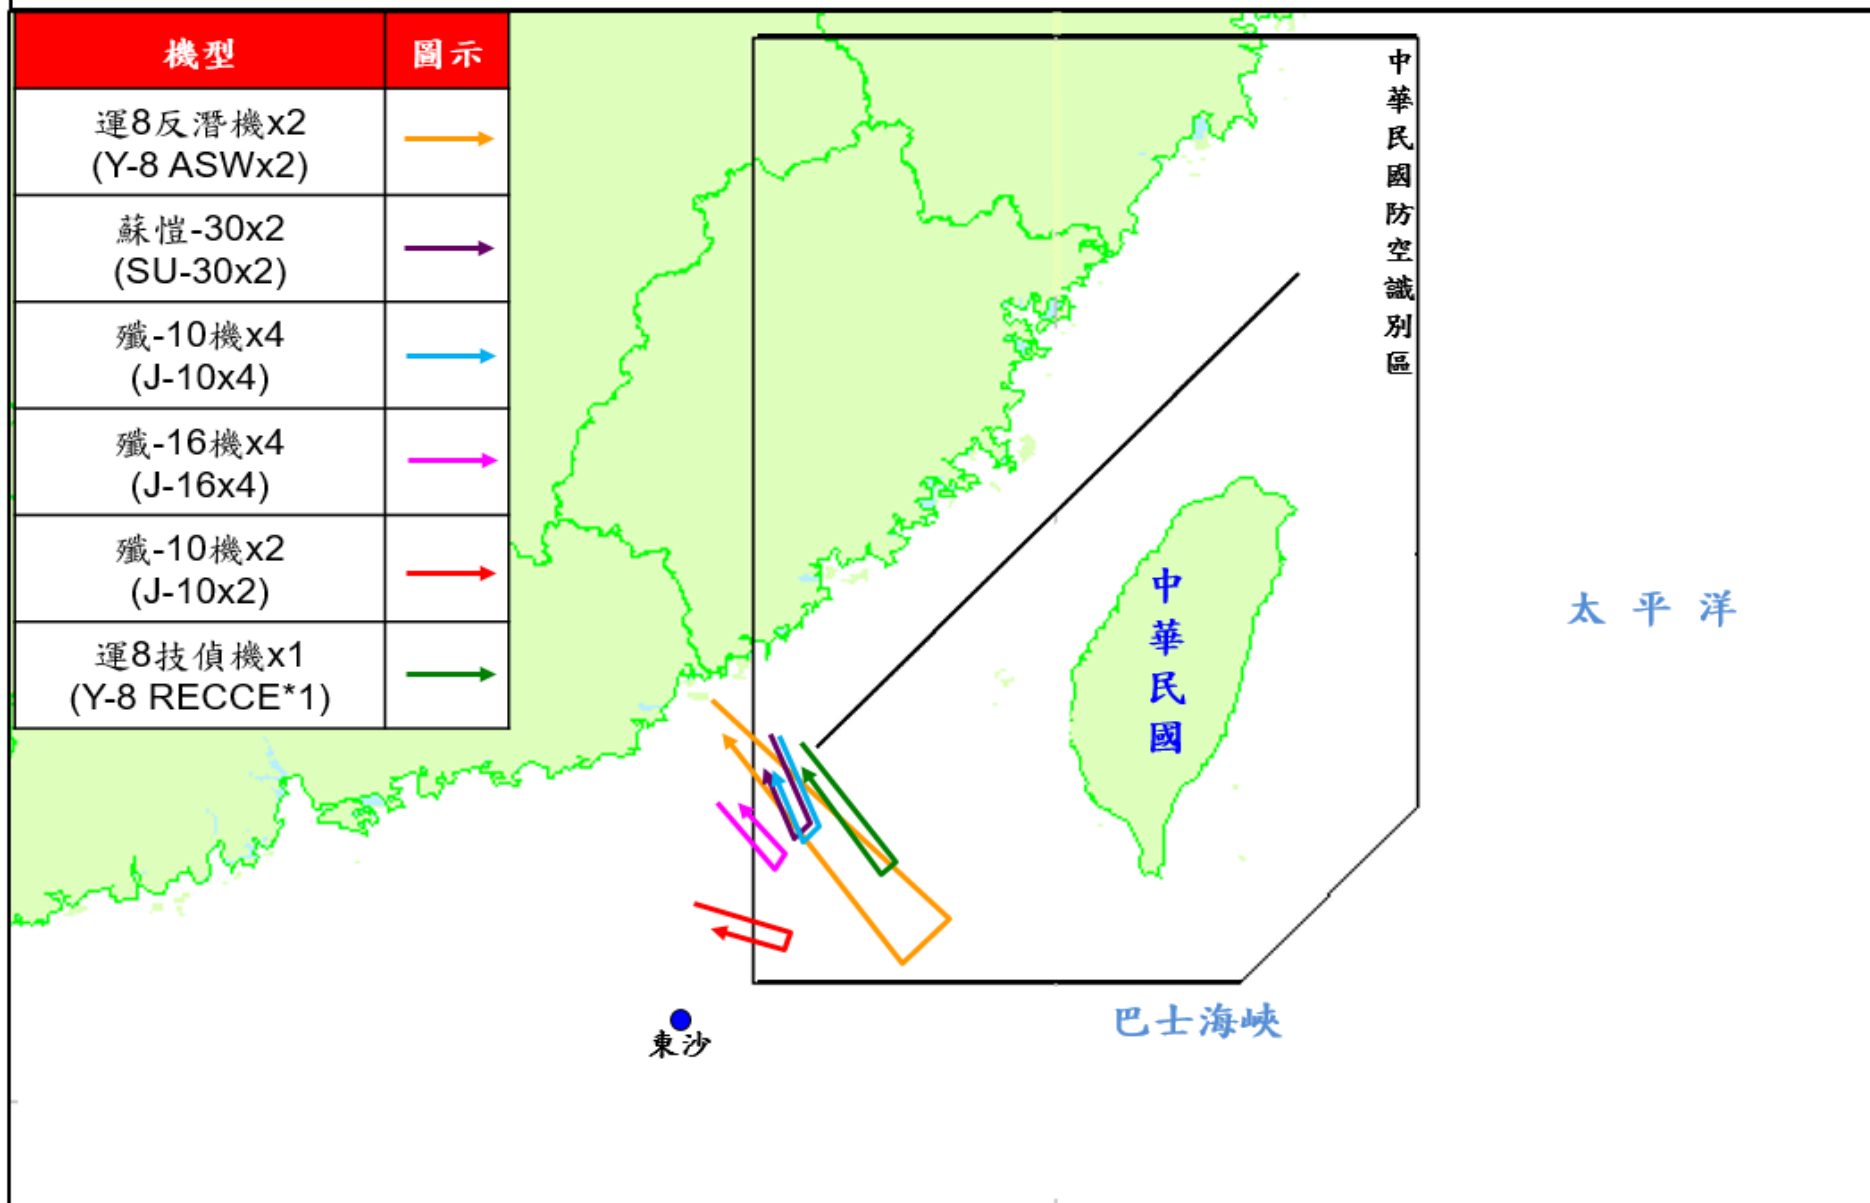 機型 圖示
運8反潛機x2
(Y-8 ASWx2)
蘇愷-30x2
(SU-30x2)
殲-10機x4
(J-10x4)
殲-16機x4
(J-16x4)
殲-10機x2
(J-10x2)
運8技偵機x1
(Y-8 RECCE*1)
中華民國防空識別區
中華民國
太平洋
巴士海峽
東沙